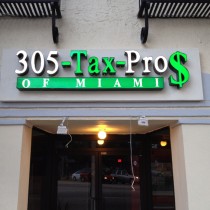 305-Tax-Pro$
OF MIAMI